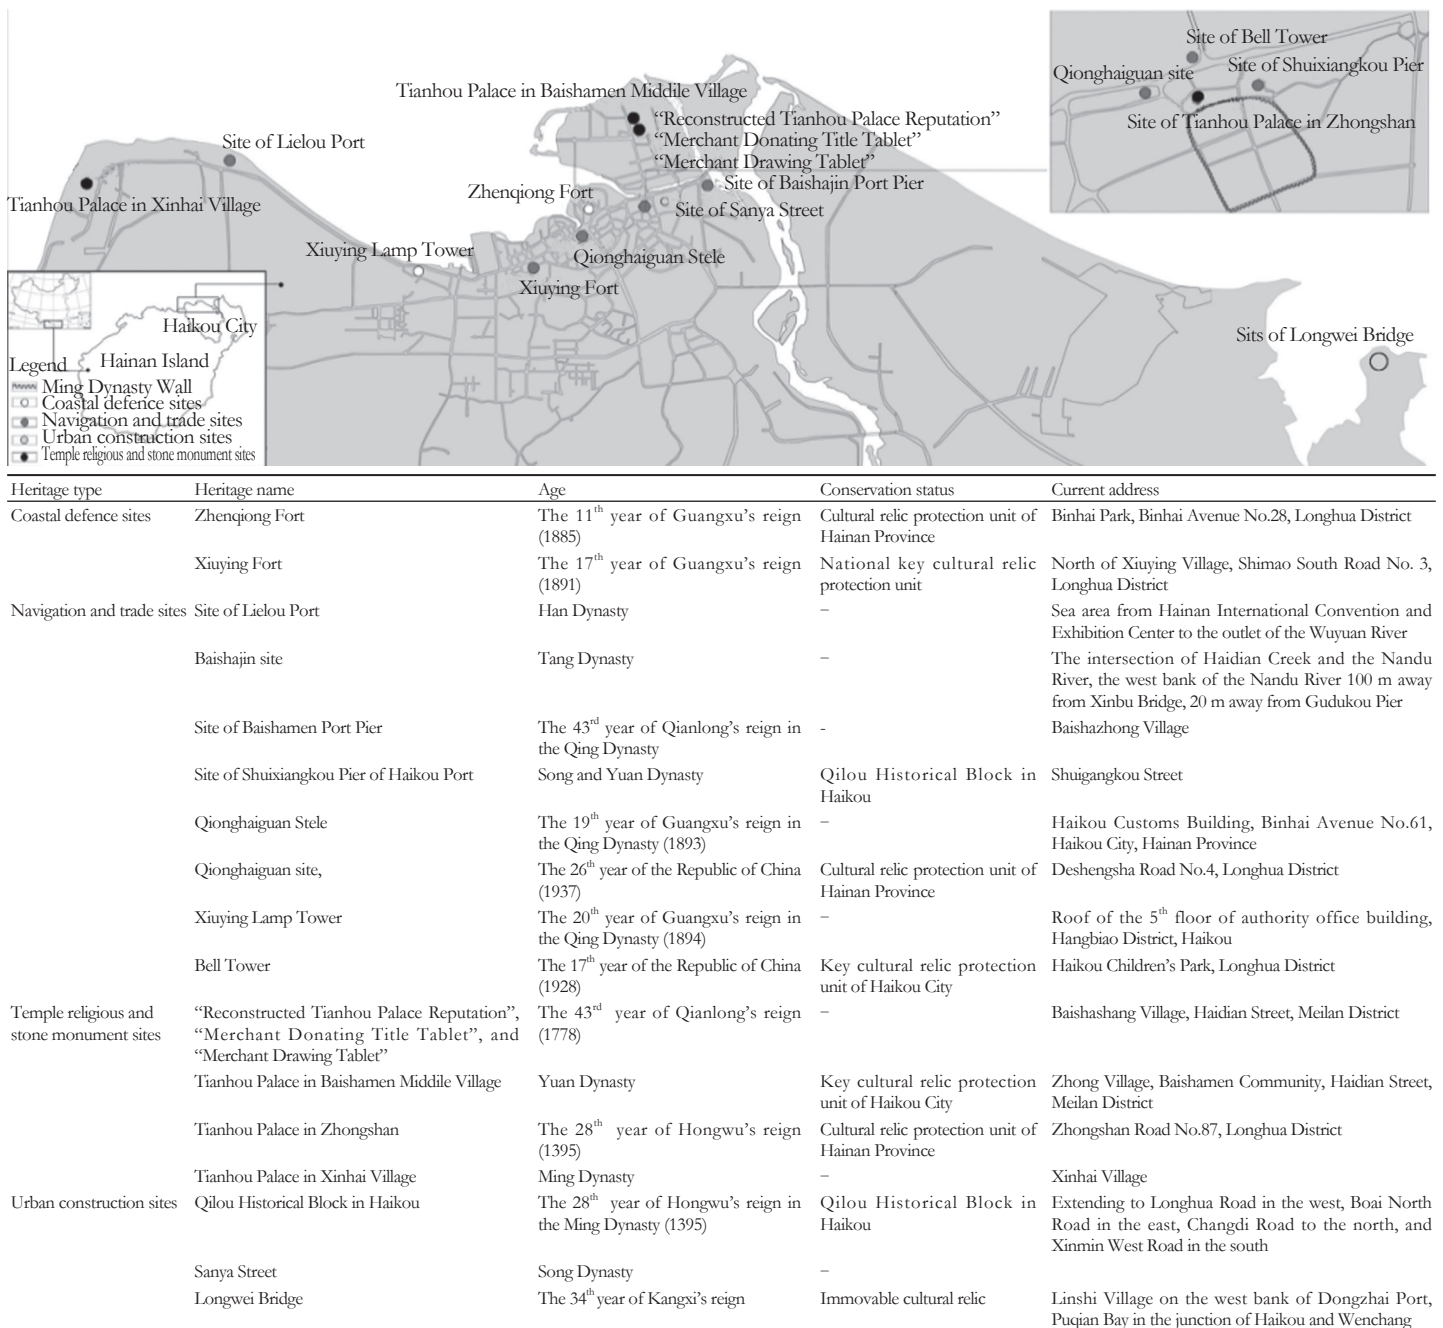 Site of Bell Tower
Qionghaiguan site
Site of Shuixiangkou Pier
Site of Tianhou Palace in Zhongshan
Tianhou Palace in Baishamen Middile Village
“Reconstructed Tianhou Palace Reputation”
“Merchant Donating Title Tablet”
“Merchant Drawing Tablet”
Site of Lielou Port
Tianhou Palace in Xinhai Village
Zhenqiong Fort
Site of Baishajin Port Pier
Site of Sanya Street
Xiuying Lamp Tower
Qionghaiguan Stele
Xiuying Fort
Sits of Longwei Bridge
Haikou City
Hainan Island
Legend
Ming Dynasty Wall
Coastal defence sites
Navigation and trade sites
Urban construction sites
Temple religious and stone monument sites
Heritage type Heritage name Age Conservation status Current address
Coastal defence sites Zhenqiong Fort The 11th year of Guangxu’s reign Cultural relic protection unit of Binhai Park, Binhai Avenue No.28, Longhua District
(1885) Hainan Province
Xiuying Fort The 17th year of Guangxu’s reign National key cultural relic North of Xiuying Village, Shimao South Road No. 3,
(1891) protection unit Longhua District
Navigation and trade sites Site of Lielou Port Han Dynasty – Sea area from Hainan International Convention and
Exhibition Center to the outlet of the Wuyuan River
Baishajin site Tang Dynasty – The intersection of Haidian Creek and the Nandu
River, the west bank of the Nandu River 100 m away
from Xinbu Bridge, 20 m away from Gudukou Pier
Site of Baishamen Port Pier The 43rd year of Qianlong’s reign in - Baishazhong Village
the Qing Dynasty
Site of Shuixiangkou Pier of Haikou Port Song and Yuan Dynasty Qilou Historical Block in Shuigangkou Street
Haikou
Qionghaiguan Stele The 19th year of Guangxu’s reign in – Haikou Customs Building, Binhai Avenue No.61,
the Qing Dynasty (1893) Haikou City, Hainan Province
Qionghaiguan site, The 26th year of the Republic of China Cultural relic protection unit of Deshengsha Road No.4, Longhua District
(1937) Hainan Province
Xiuying Lamp Tower The 20th year of Guangxu’s reign in – Roof of the 5th floor of authority office building,
the Qing Dynasty (1894) Hangbiao District, Haikou
Bell Tower The 17th year of the Republic of China Key cultural relic protection Haikou Children’s Park, Longhua District
(1928) unit of Haikou City
Temple religious and “Reconstructed Tianhou Palace Reputation”, The 43rd year of Qianlong’s reign – Baishashang Village, Haidian Street, Meilan District
stone monument sites “Merchant Donating Title Tablet”, and (1778)
“Merchant Drawing Tablet”
Tianhou Palace in Baishamen Middile Village Yuan Dynasty Key cultural relic protection Zhong Village, Baishamen Community, Haidian Street,
unit of Haikou City Meilan District
Tianhou Palace in Zhongshan The 28th year of Hongwu’s reign Cultural relic protection unit of Zhongshan Road No.87, Longhua District
(1395) Hainan Province
Tianhou Palace in Xinhai Village Ming Dynasty – Xinhai Village
Urban construction sites Qilou Historical Block in Haikou The 28th year of Hongwu’s reign in Qilou Historical Block in Extending to Longhua Road in the west, Boai North
the Ming Dynasty (1395) Haikou Road in the east, Changdi Road to the north, and
Xinmin West Road in the south
Sanya Street Song Dynasty –
Longwei Bridge The 34th year of Kangxi’s reign Immovable cultural relic Linshi Village on the west bank of Dongzhai Port,
Puqian Bay in the junction of Haikou and Wenchang